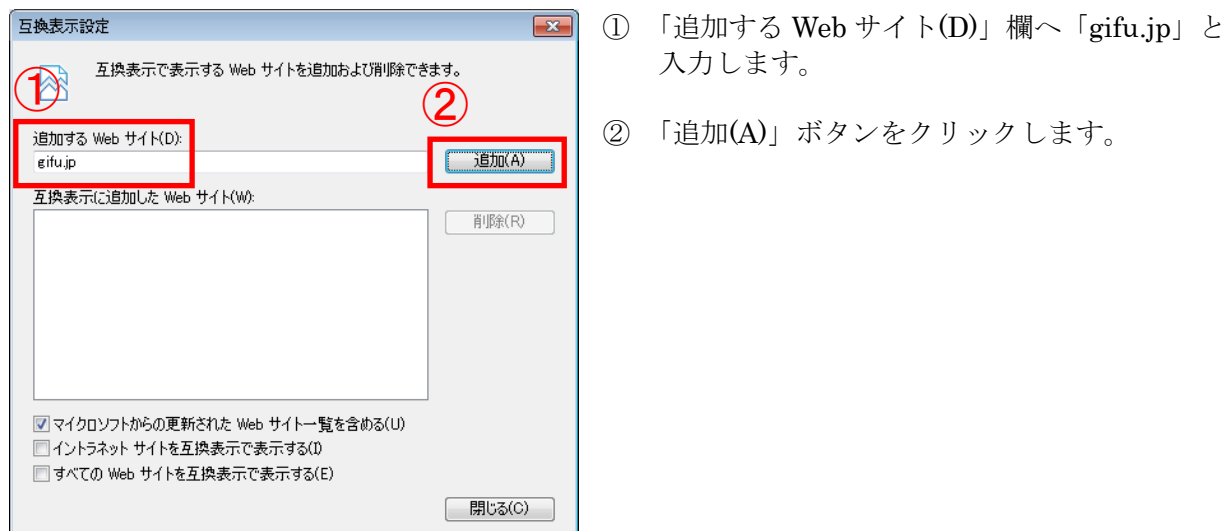 互換表示設定
互換表示で表示する Web サイトを追加および削除できます。
①
②
追加する Web サイト(D):
gifu.jp
追加(A)
互換表示に追加した Web サイト(W):
削除(R)
マイクロソフトからの更新された Web サイト一覧を含める(U)
イントラネット サイトを互換表示で表示する(I)
すべての Web サイトを互換表示で表示する(E)
閉じる(C)
① 「追加する Web サイト(D)」欄へ「gifu.jp」と
入力します。
② 「追加(A)」ボタンをクリックします。